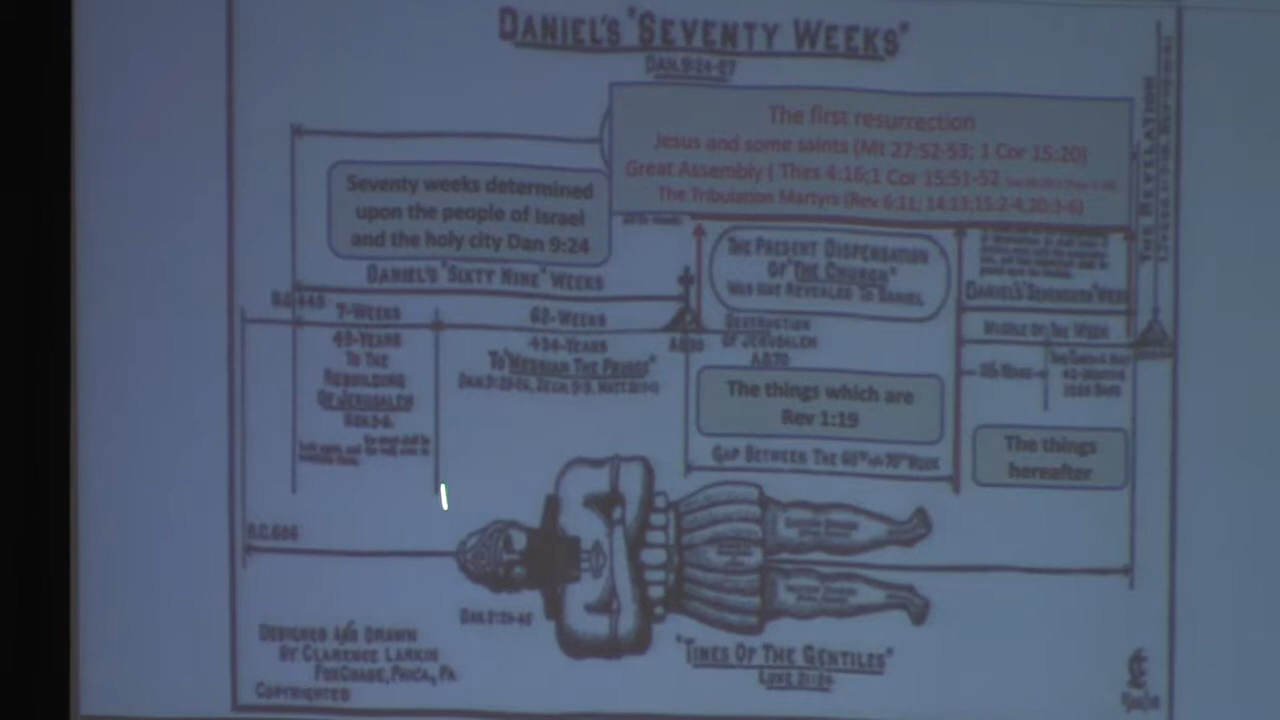 DANIEL'S "SEVENTY WEEKS"
DAN. 9:24-27
The first resurrection
Jesus and some saints (Mt 27:52-53; 1 Cor 15:20)
Great Assembly ( Thes 4:16;1 Cor 15:51-52
The Tribulation Martyrs (Rev 6:11; 14:13;15:2-4,20:3-6)
THE REVELATION
Seventy weeks determined
upon the people of Israel
and the holy city Dan 9:24
THE PRESENT DISPENSATION
OF "THE CHURCH"
WAS NOT REVEALED TO DANIEL
DANIEL'S "SIXTY NINE" WEEKS
DANIEL'S "SEVENTIETH" WEEK
B.C. 445
7-WEEKS
62-WEEKS
49-YEARS
TO THE
REBUILDING
OF JERUSALEM
434-YEARS
TO "MESSIAH THE PRINCE"
A.D. 30
DESTRUCTION
OF JERUSALEM
A.D. 70
MIDDLE OF THE WEEK
The things which are
Rev 1:19
GAP BETWEEN THE 69TH AND 70TH WEEK
The things
hereafter
B.C. 606
DAN. 2:31-45
"TIMES OF THE GENTILES"
LUKE 21:24
DESIGNED AND DRAWN
BY CLARENCE LARKIN
FOXCHASE, PHILA., PA.
COPYRIGHTED